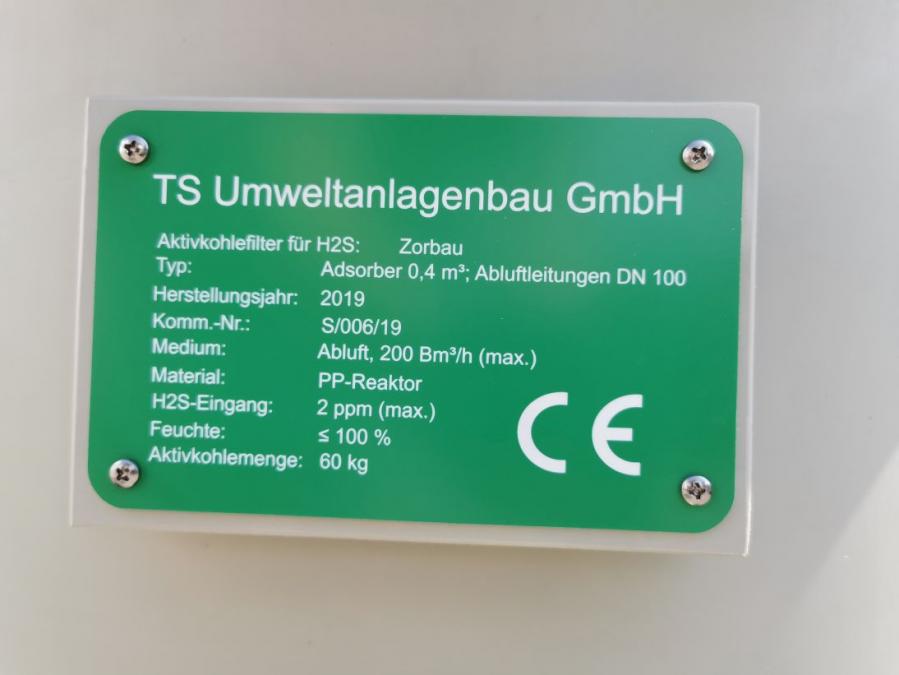 TS Umweltanlagenbau GmbH
Aktivkohlefilter für H2S: Zorbau
Typ: Adsorber 0,4 m³; Abluftleitungen DN 100
Herstellungsjahr: 2019
Komm.-Nr.: S/006/19
Medium: Abluft, 200 Bm³/h (max.)
Material: PP-Reaktor
H2S-Eingang: 2 ppm (max.)
Feuchte: ≤ 100 %
Aktivkohlemenge: 60 kg
CE